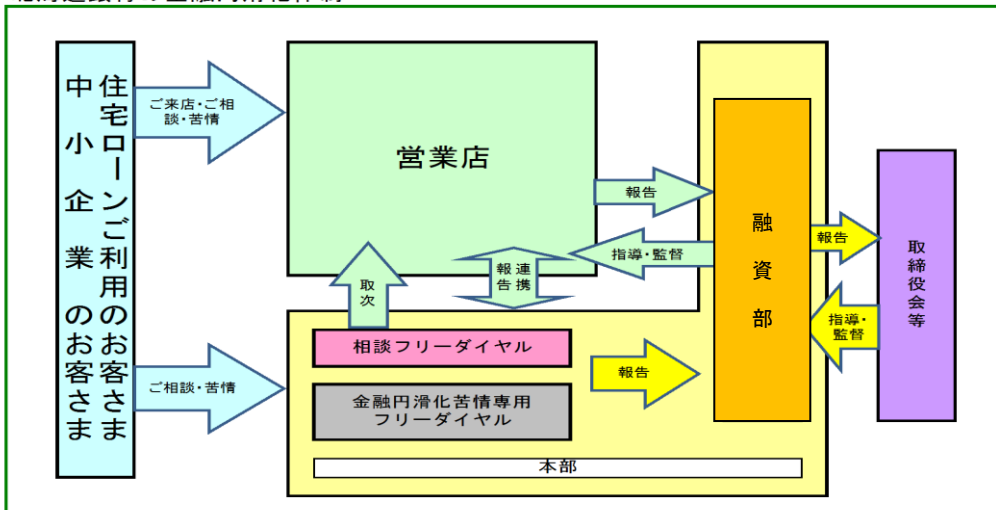 住宅ローンご利用のお客さま
中小企業のお客さま
ご来店・ご相
談・苦情
営業店
報告
指導・監督
融資部
報告
指導・
監督
取締役会等
取次
連携
報告
ご相談・苦情
相談フリーダイヤル
金融円滑化苦情専用
フリーダイヤル
報告
本部